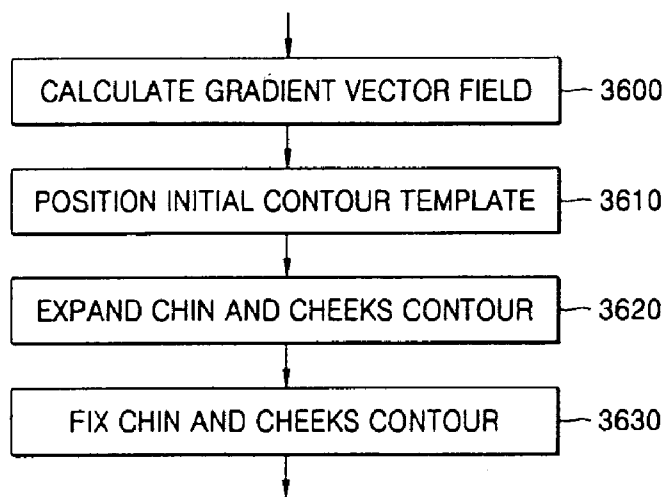 CALCULATE GRADIENT VECTOR FIELD 3600
POSITION INITIAL CONTOUR TEMPLATE 3610
EXPAND CHIN AND CHEEKS CONTOUR 3620
FIX CHIN AND CHEEKS CONTOUR 3630